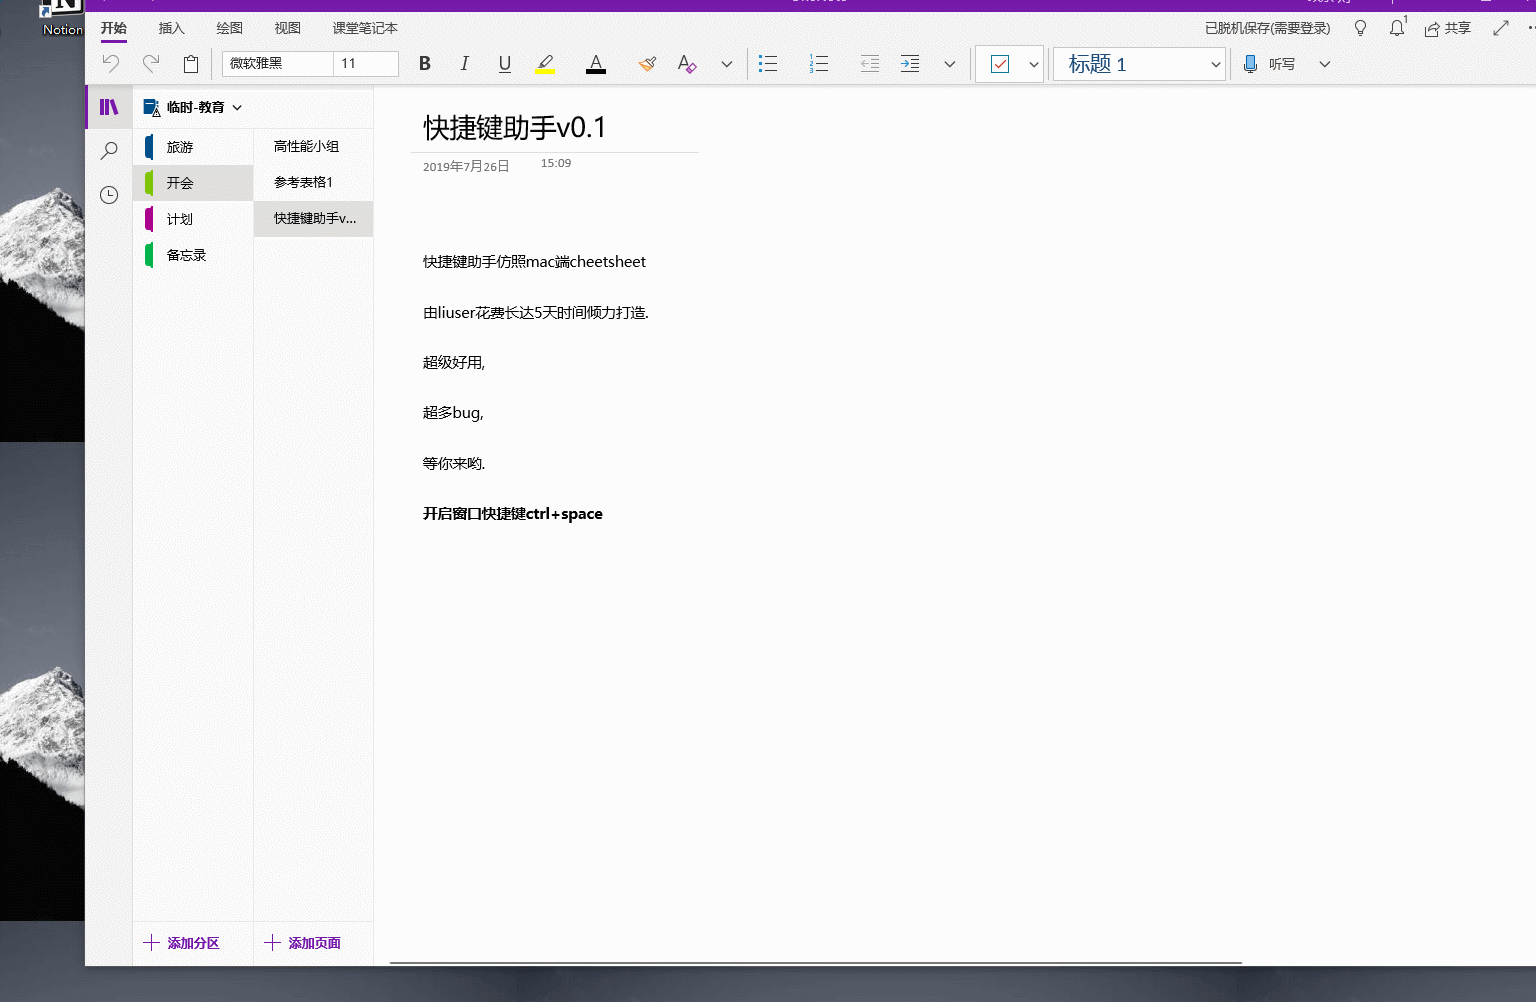 Notion
开始
插入
绘图
视图
课堂笔记本
已脱机保存(需要登录)
1
共享
微软雅黑
11
B
I
U
A
A
标题 1
听写
临时-教育
旅游
开会
计划
备忘录
高性能小组
参考表格1
快捷键助手v...
快捷键助手v0.1
2019年7月26日
15:09
快捷键助手仿照mac端cheetsheet
由liuser花费长达5天时间倾力打造.
超级好用,
超多bug,
等你来哟.
开启窗口快捷键ctrl+space
添加分区
添加页面